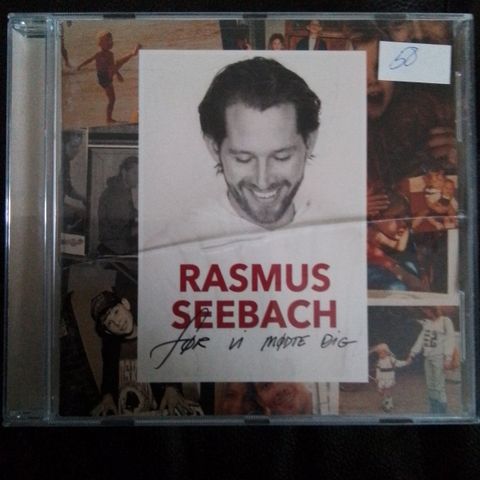 50
RASMUS
SEEBACH
FØR VI MØDTE DIG